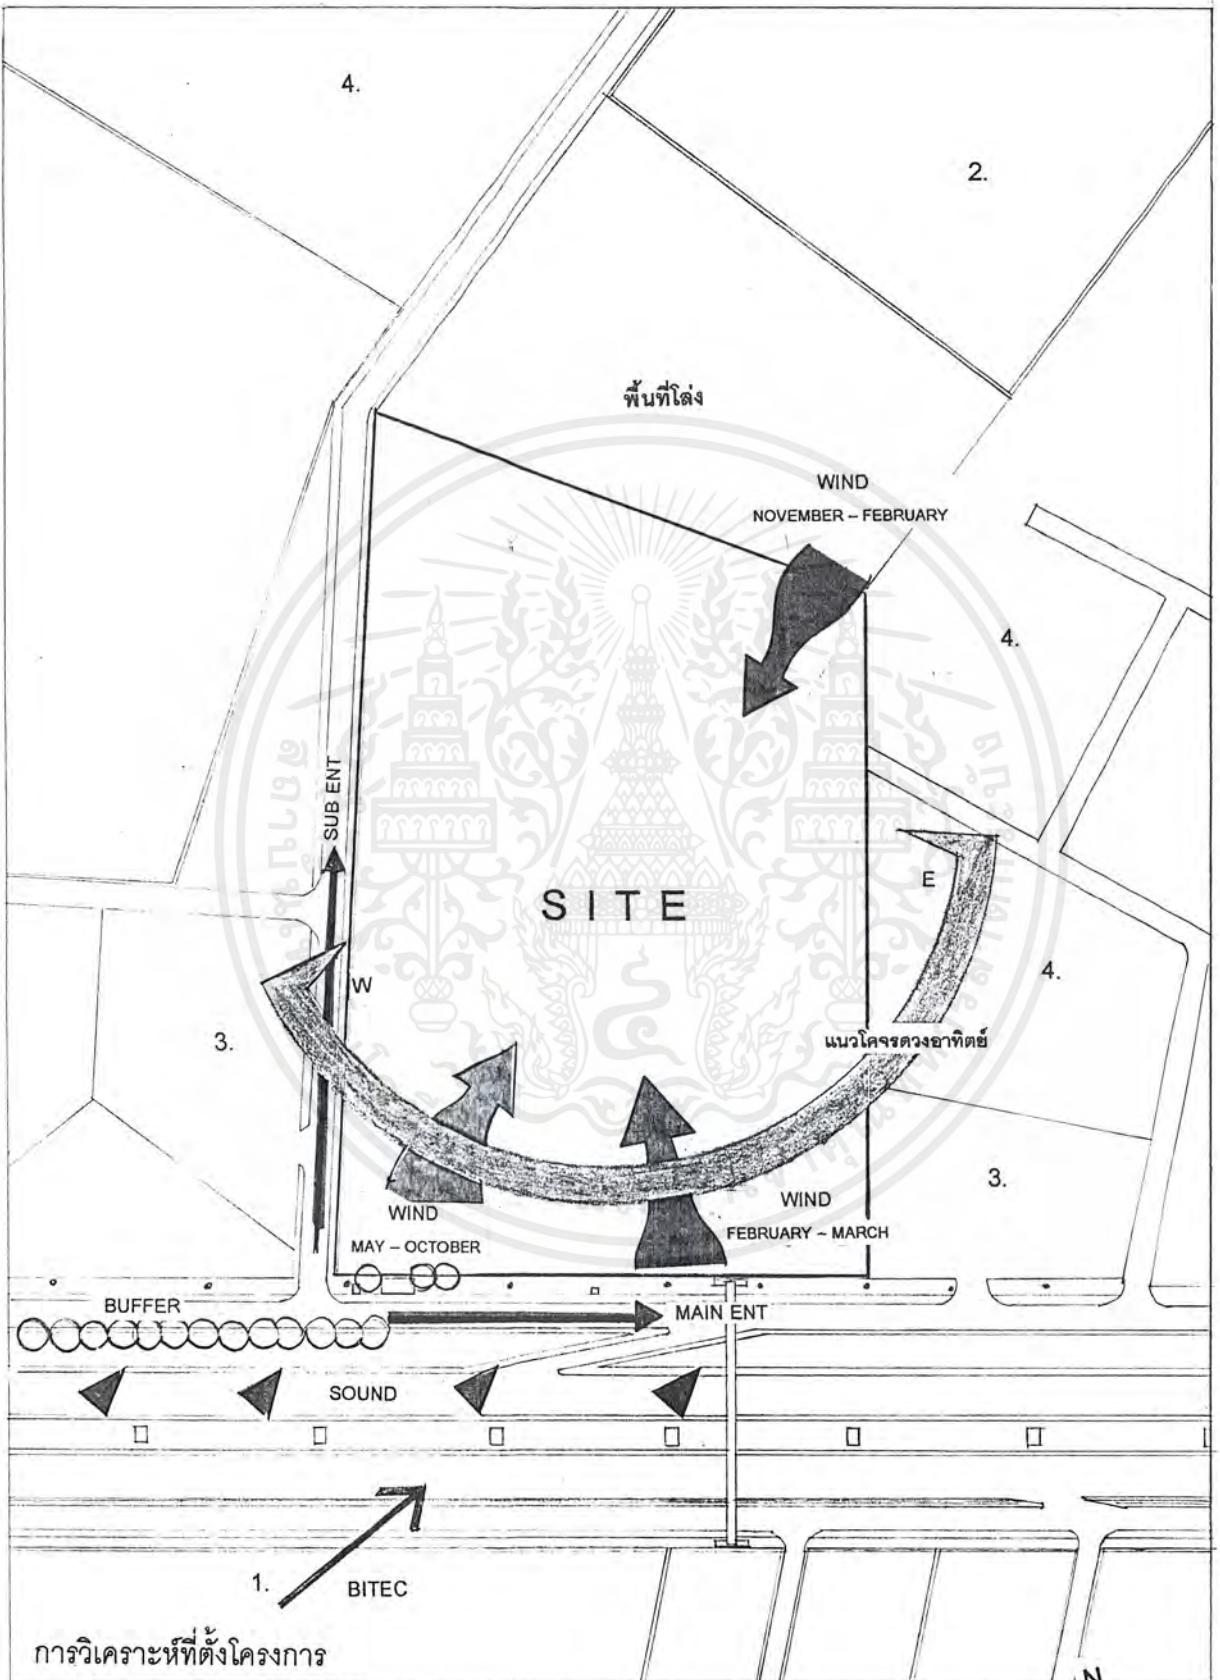 4.
2.
พื้นที่โล่ง
WIND
NOVEMBER – FEBRUARY
4.
SUB ENT
E
SITE
W
4.
3.
แนวโคจรดวงอาทิตย์
3.
WIND
WIND
FEBRUARY – MARCH
MAY – OCTOBER
BUFFER
MAIN ENT
SOUND
1.
BITEC
การวิเคราะห์ที่ตั้งโครงการ
N